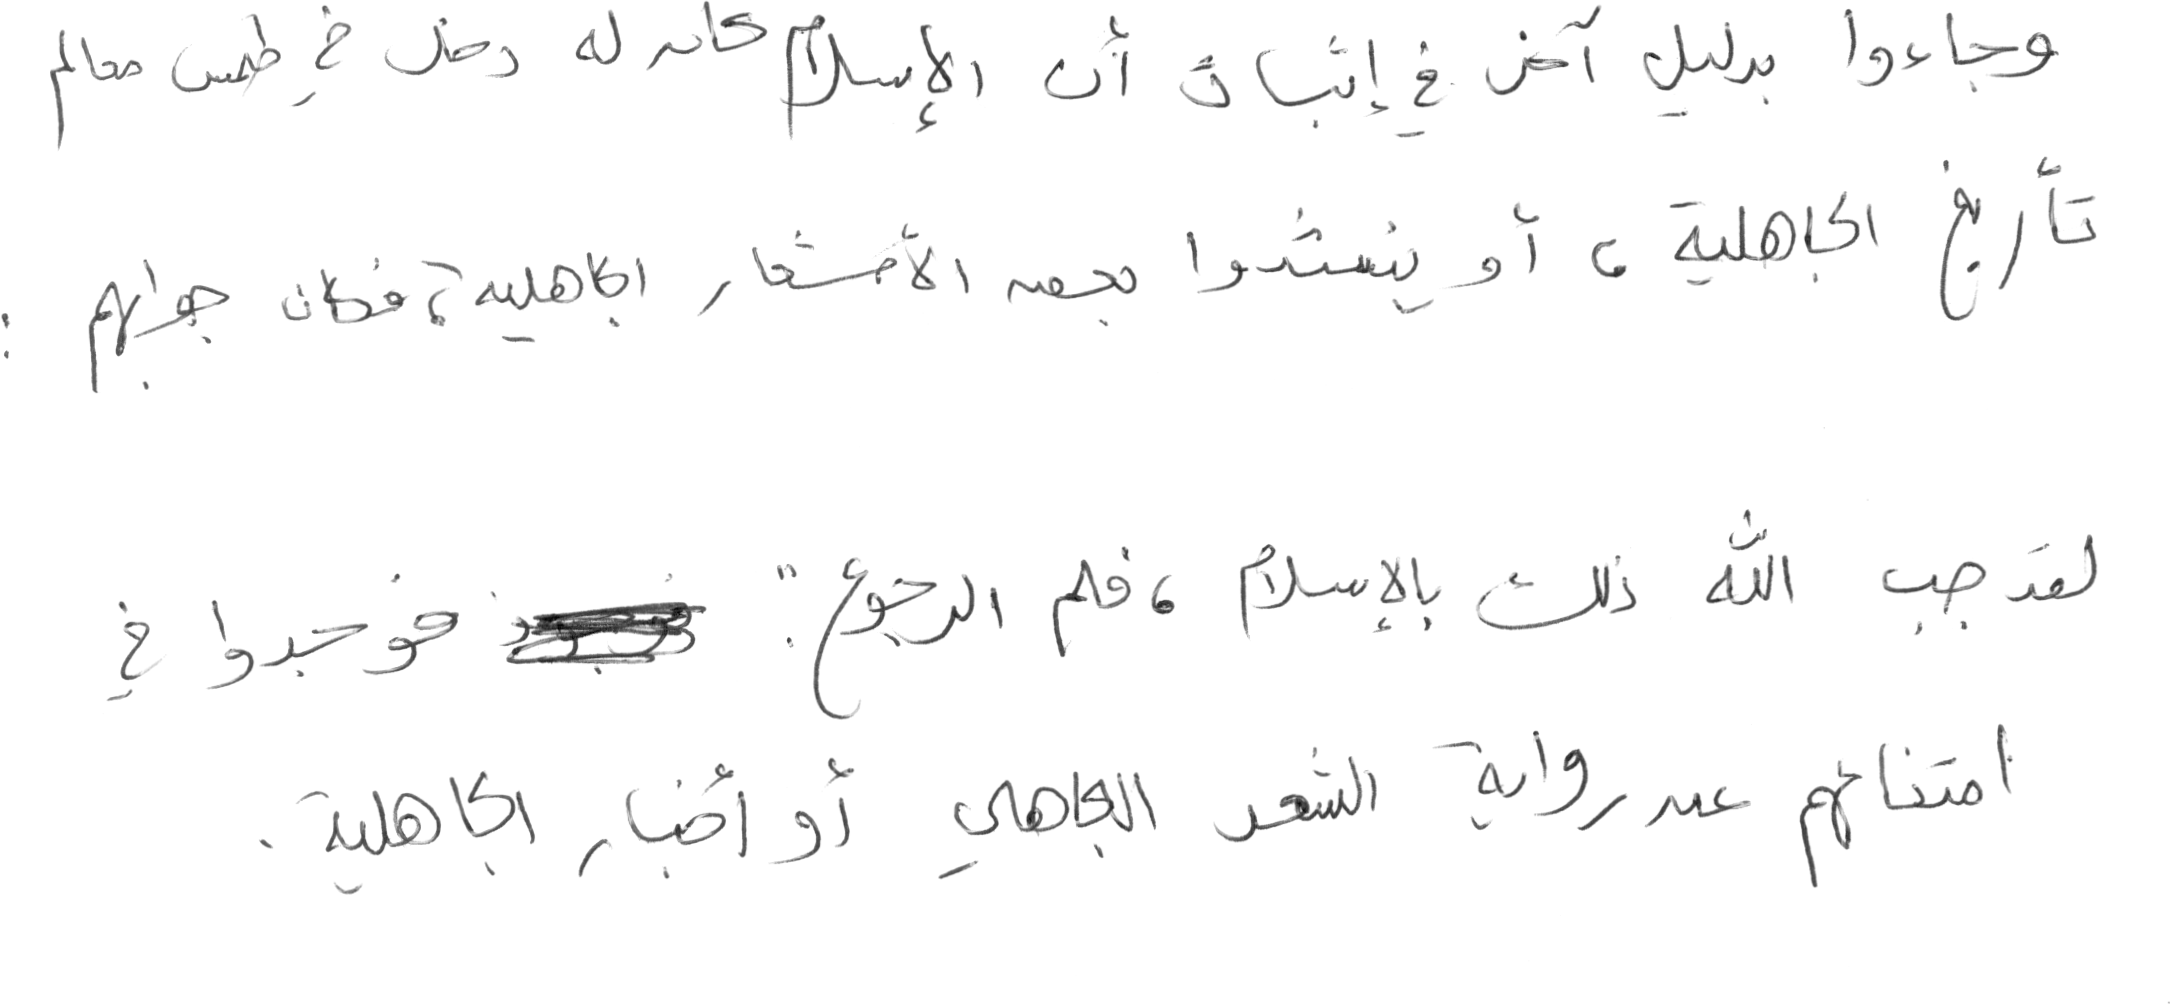 وجاءوا بدليل آخر في إثبات أن الإسلام كان له دخل في طمس معالم
تأريخ الجاهلية ، أو ينشدوا بعض الأشعار الجاهلية ، فكان جوابهم :
لقد جب الله ذلك بالإسلام ، فلم الرجوع ." فوجدوا في
امتناعهم عن رواية الشعر الجاهلي أو أخبار الجاهلية .